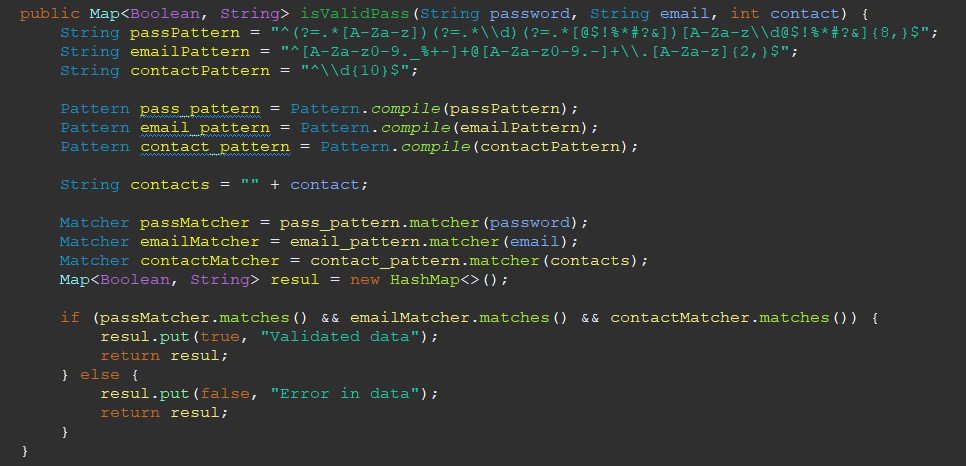 public Map<Boolean, String> isValidPass(String password, String email, int contact) {
String passPattern = "^(?=.*[A-Za-z])(?=.*\\d)(?=.*[@$!%*#?&])[A-Za-z\\d@$!%*#?&]{8,}$";
String emailPattern = "^[A-Za-z0-9._%+-]+@[A-Za-z0-9.-]+\\.[A-Za-z]{2,}$";
String contactPattern = "^\\d{10}$";
Pattern pass_pattern = Pattern.compile(passPattern);
Pattern email_pattern = Pattern.compile(emailPattern);
Pattern contact_pattern = Pattern.compile(contactPattern);
String contacts = "" + contact;
Matcher passMatcher = pass_pattern.matcher(password);
Matcher emailMatcher = email_pattern.matcher(email);
Matcher contactMatcher = contact_pattern.matcher(contacts);
Map<Boolean, String> resul = new HashMap<>();
if (passMatcher.matches() && emailMatcher.matches() && contactMatcher.matches()) {
resul.put(true, "Validated data");
return resul;
} else {
resul.put(false, "Error in data");
return resul;
}
}